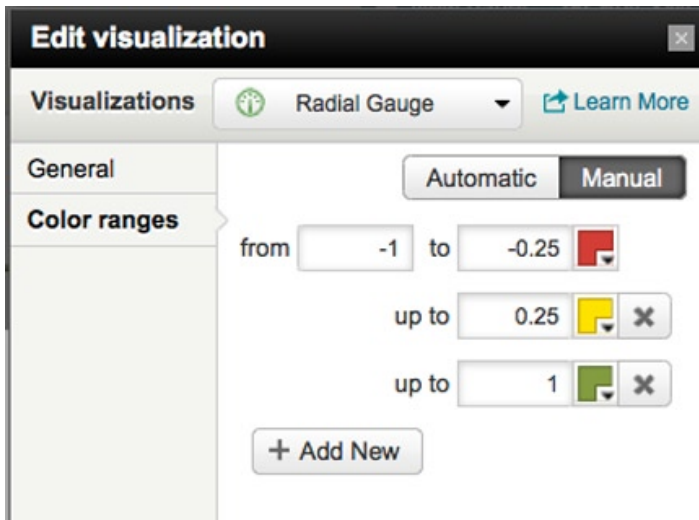 Edit visualization
Visualizations Radial Gauge Learn More
General Automatic Manual
Color ranges
from -1 to -0.25
up to 0.25
up to 1
+ Add New